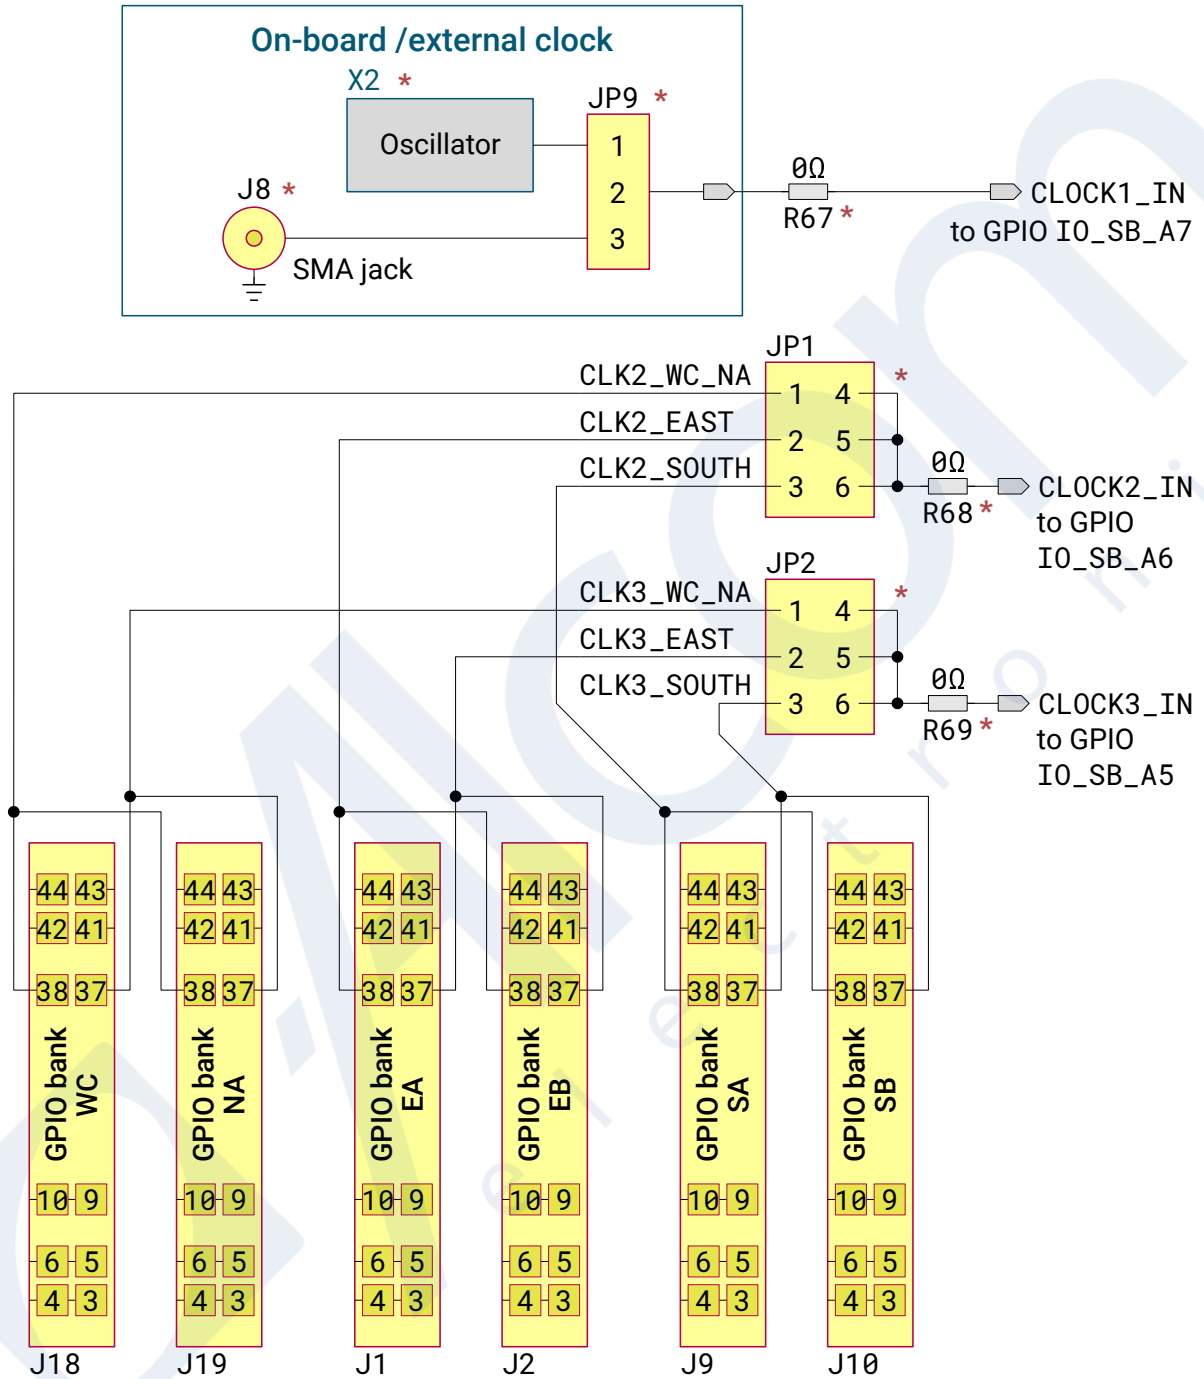 On-board /external clock
X2 *
JP9 *
Oscillator
1
2
3
J8 *
SMA jack
0Ω
R67 *
CLOCK1_IN
to GPIO IO_SB_A7
JP1
CLK2_WC_NA
1 4 *
CLK2_EAST
2 5
CLK2_SOUTH
3 6
0Ω
R68 *
CLOCK2_IN
to GPIO
IO_SB_A6
JP2
CLK3_WC_NA
1 4 *
CLK3_EAST
2 5
CLK3_SOUTH
3 6
0Ω
R69 *
CLOCK3_IN
to GPIO
IO_SB_A5
44 43
42 41
38 37
GPIO bank
WC
10 9
6 5
4 3
J18
44 43
42 41
38 37
GPIO bank
NA
10 9
6 5
4 3
J19
44 43
42 41
38 37
GPIO bank
EA
10 9
6 5
4 3
J1
44 43
42 41
38 37
GPIO bank
EB
10 9
6 5
4 3
J2
44 43
42 41
38 37
GPIO bank
SA
10 9
6 5
4 3
J9
44 43
42 41
38 37
GPIO bank
SB
10 9
6 5
4 3
J10